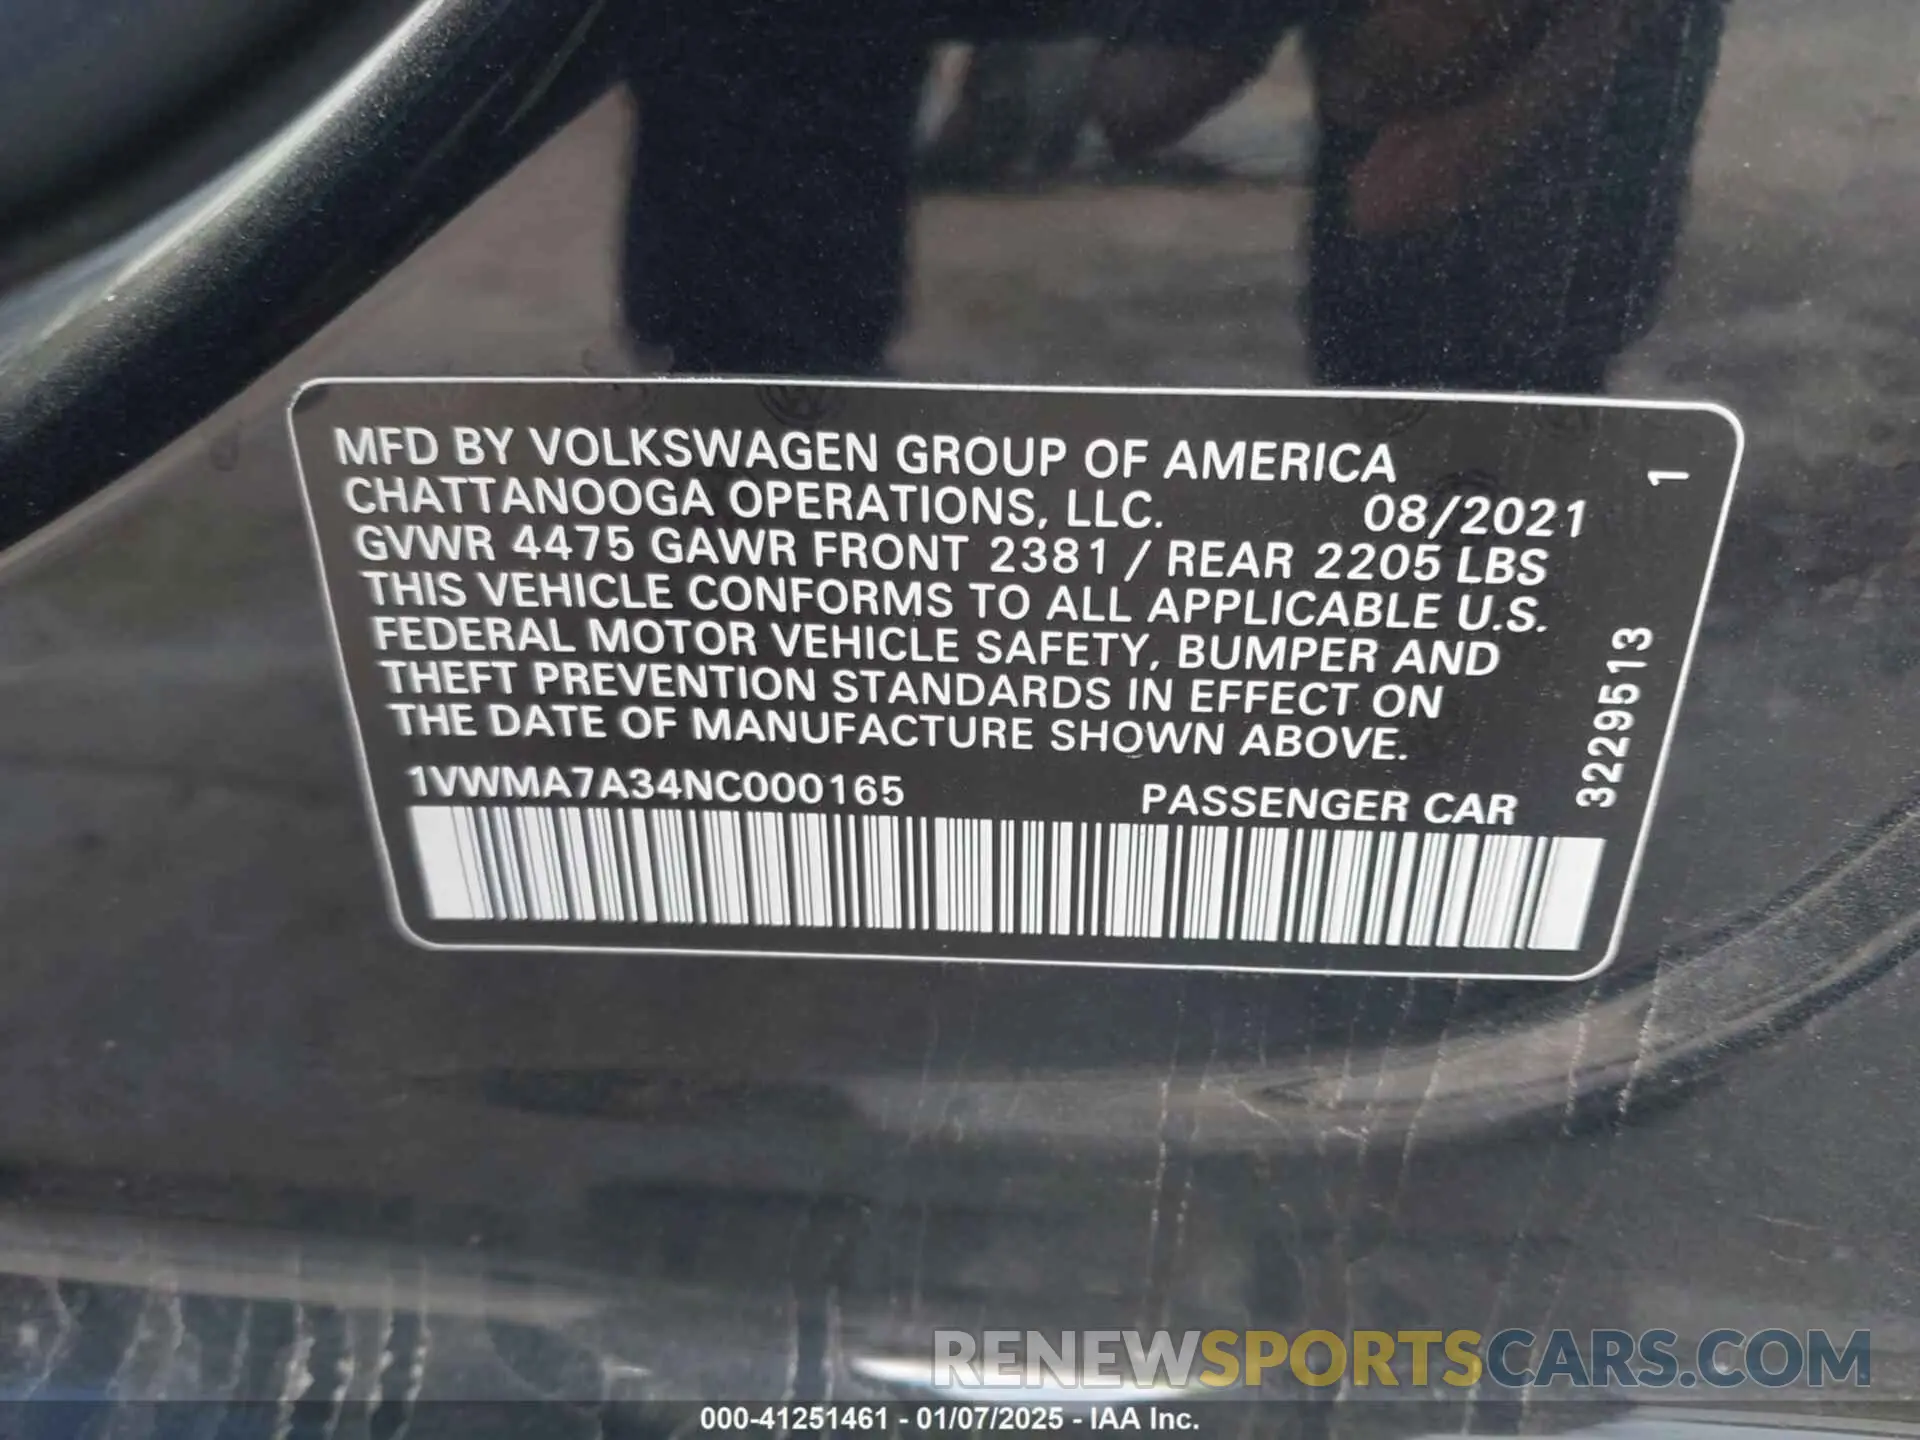 MFD BY VOLKSWAGEN GROUP OF AMERICA
CHATTANOOGA OPERATIONS, LLC. 08/2021
GVWR 4475 GAWR FRONT 2381 / REAR 2205 LBS
THIS VEHICLE CONFORMS TO ALL APPLICABLE U.S.
FEDERAL MOTOR VEHICLE SAFETY, BUMPER AND
THEFT PREVENTION STANDARDS IN EFFECT ON
THE DATE OF MANUFACTURE SHOWN ABOVE.
1VWMA7A34NC000165 PASSENGER CAR
3229513 1
RENEWSPORTSCARS.COM
000-41251461 - 01/07/2025 - IAA Inc.